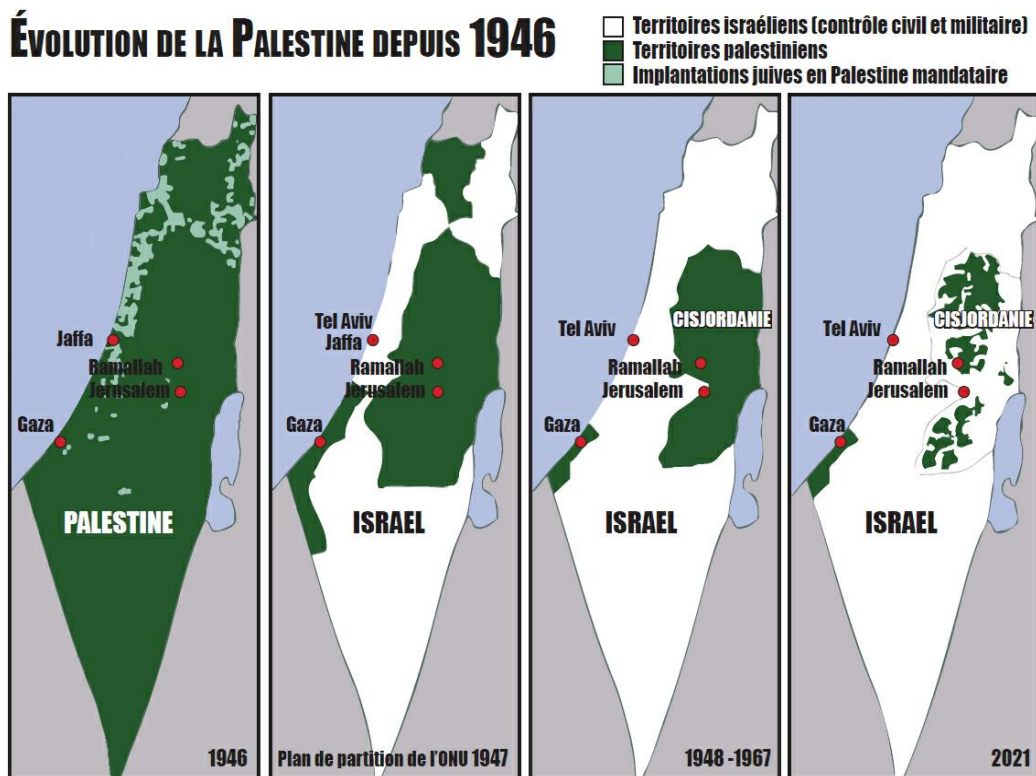 ÉVOLUTION DE LA PALESTINE DEPUIS 1946
Territoires israéliens (contrôle civil et militaire)
Territoires palestiniens
Implantations juives en Palestine mandataire
Jaffa
Ramallah
Jerusalem
Gaza
PALESTINE
1946
Tel Aviv
Jaffa
Ramallah
Jerusalem
Gaza
ISRAEL
Plan de partition de l'ONU 1947
CISJORDANIE
Tel Aviv
Ramallah
Jerusalem
Gaza
ISRAEL
1948 -1967
CISJORDANIE
Tel Aviv
Ramallah
Jerusalem
Gaza
ISRAEL
2021